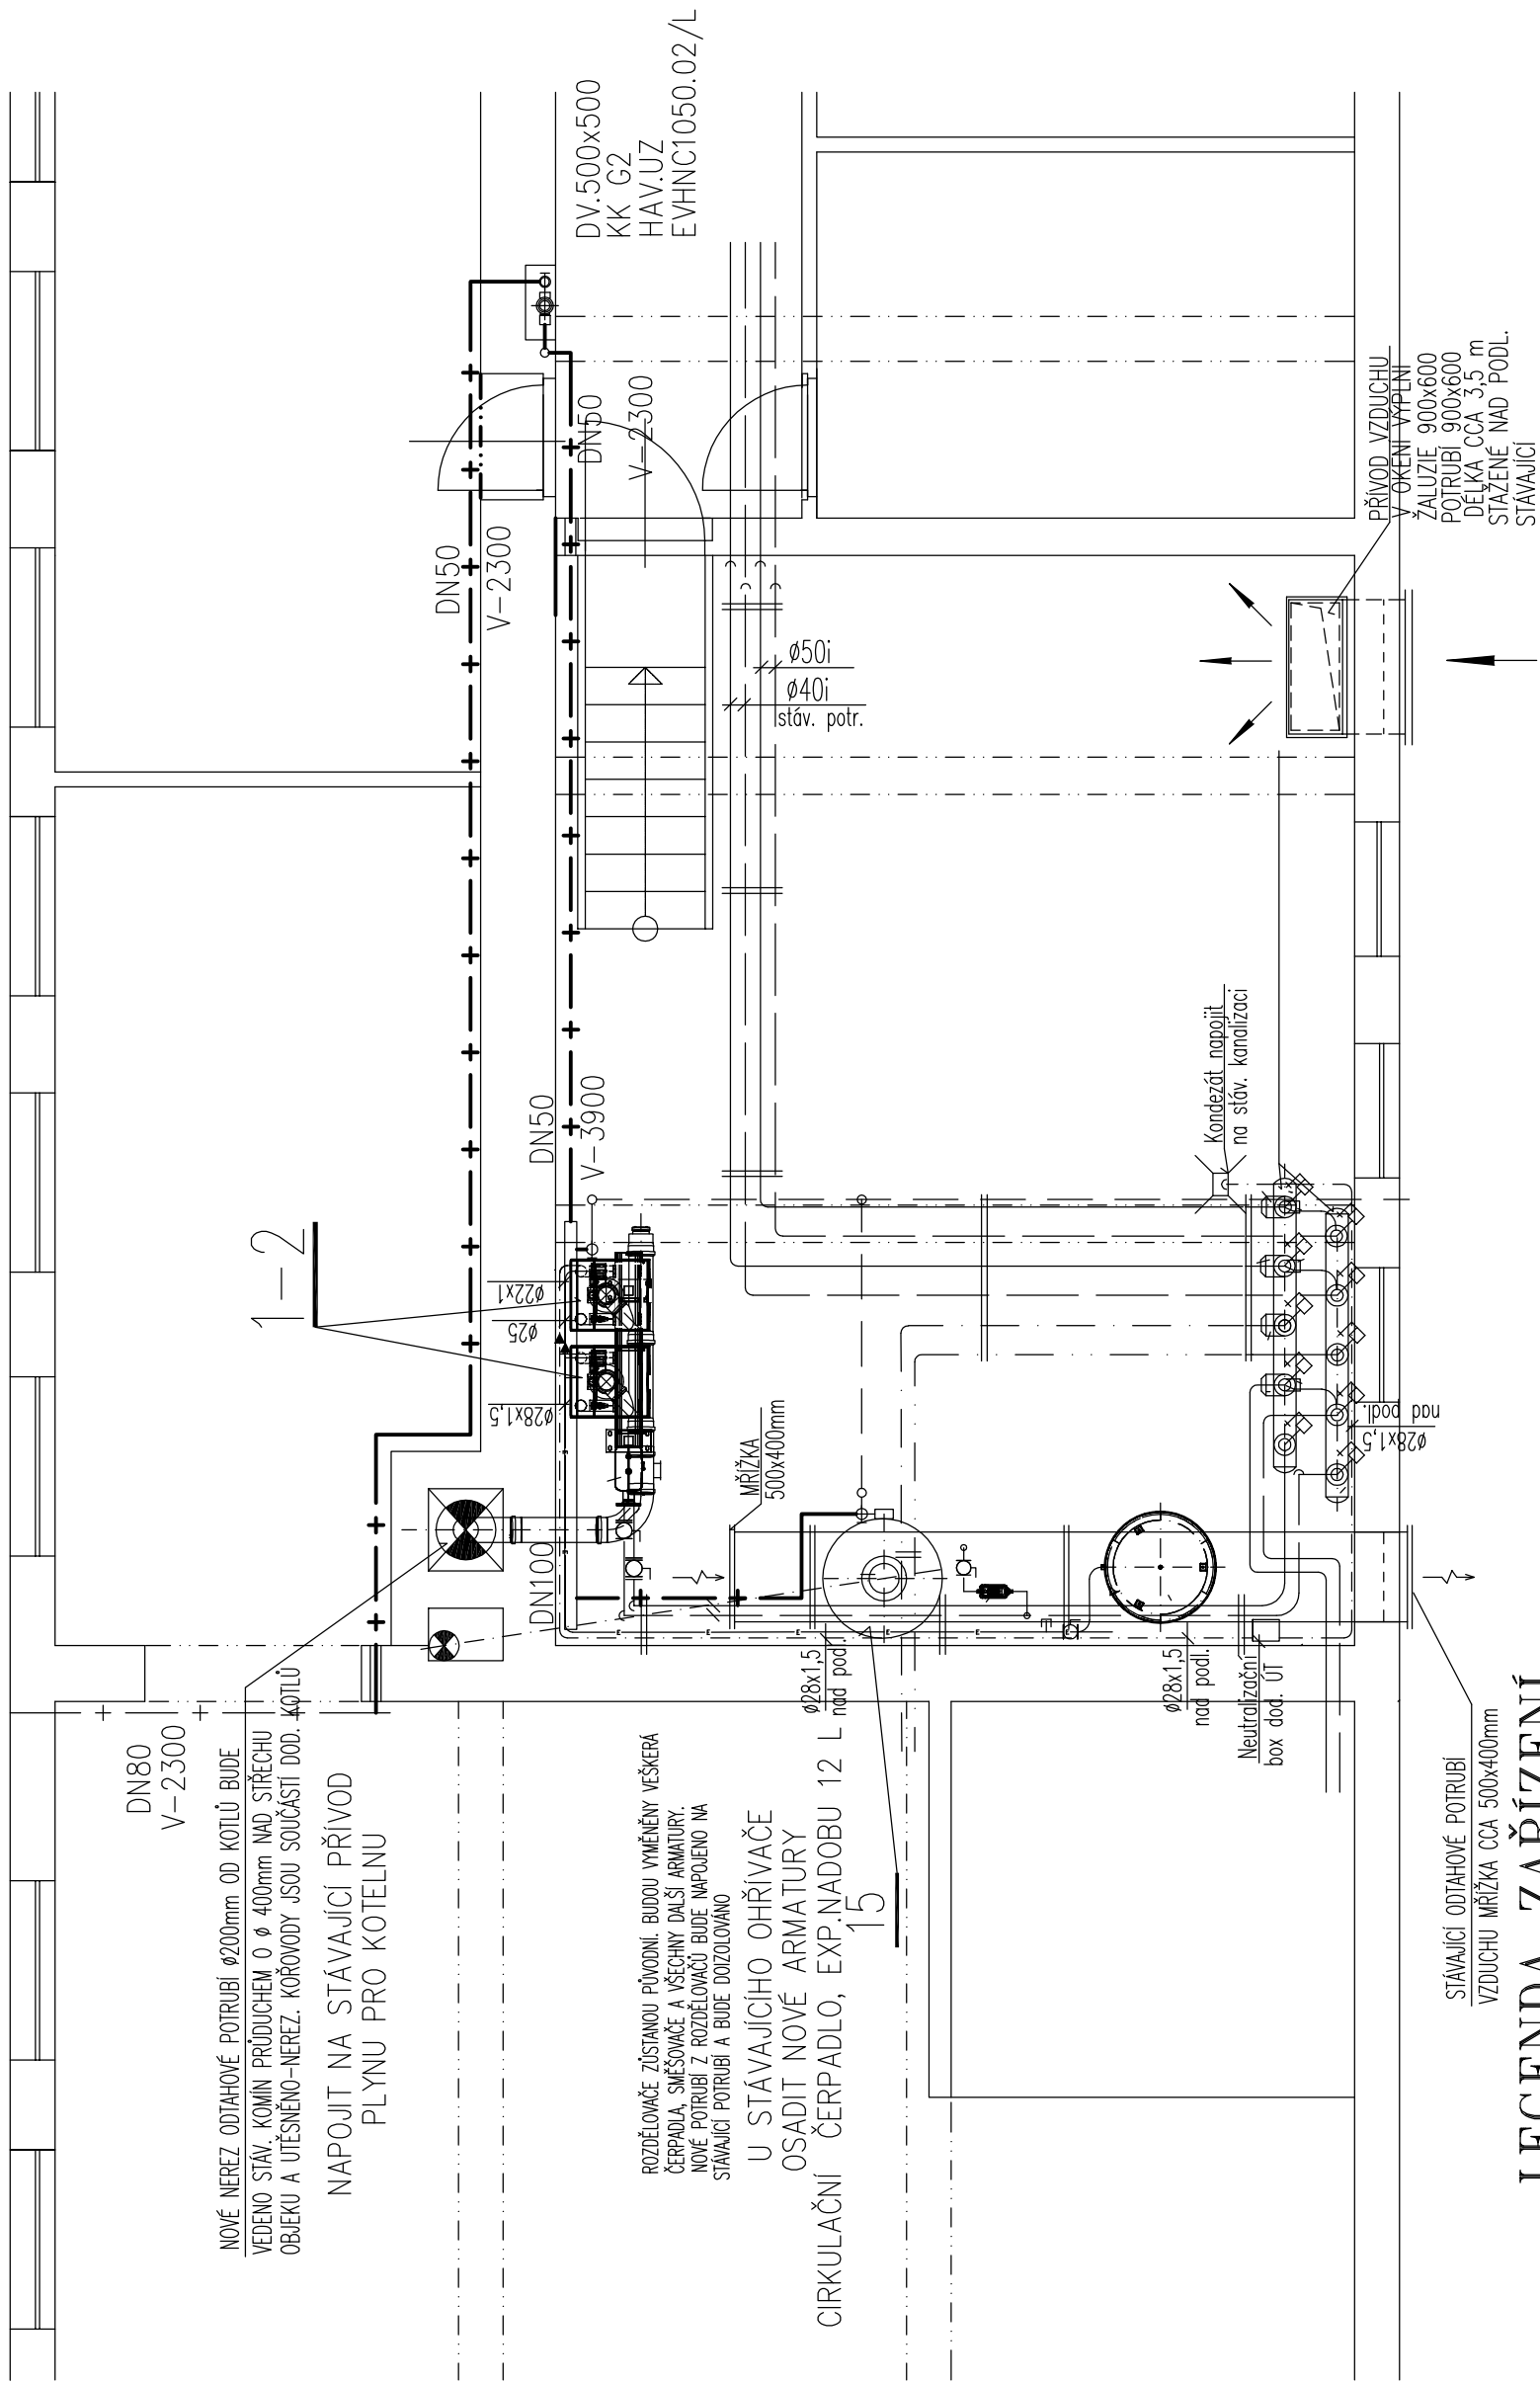 NOVÉ NEREZ ODTAHOVÉ POTRUBÍ ø200mm OD KOTLŮ BUDE
VEDENO STÁV. KOMÍN PRŮDUCHEM O ø 400mm NAD STŘECHU
OBJEKU A UTĚSNĚNO-NEREZ. KOŘOVODY JSOU SOUČÁSTÍ DOD. KOTLŮ
DN80
V-2300
NAPOJIT NA STÁVAJÍCÍ PŘÍVOD
PLYNU PRO KOTELNU
1-2
DN50
V-2300
DV.500x500
KK G2
HAV.UZ
EVHNC1050.02/L
DN50
V-2300
DN50
V-3900
DN100
ø22x1
ø25
ø28x1,5
ø50i
ø40i
stáv. potr.
MŘÍŽKA
500x400mm
ROZDĚLOVAČE ZŮSTANOU PŮVODNÍ. BUDOU VYMĚNĚNY VEŠKERÁ
ČERPADLA, SMĚŠOVAČE A VŠECHNY DALŠÍ ARMATURY.
NOVÉ POTRUBÍ Z ROZDĚLOVAČŮ BUDE NAPOJENO NA
STÁVAJÍCÍ POTRUBÍ A BUDE DOIZOLOVÁNO
U STÁVAJÍCÍHO OHŘÍVAČE
OSADIT NOVÉ ARMATURY
CIRKULAČNÍ ČERPADLO, EXP.NADOBU 12 L
15
ø28x1,5
nad pod.
ø28x1,5
nad podl.
Neutralizační
box dod. ÚT
Kondezát napojit
na stáv. kanalizaci
ø28x1,5
nad podl.
PŘÍVOD VZDUCHU
V OKENÍ VÝPLNI
ŽALUZIE 900x600
POTRUBÍ 900x600
DÉLKA CCA 3,5 m
STAŽENÉ NAD PODL.
STÁVAJÍCÍ
STÁVAJÍCÍ ODTAHOVÉ POTRUBÍ
VZDUCHU MŘÍŽKA CCA 500x400mm
LEGENDA ZAŘÍZENÍ